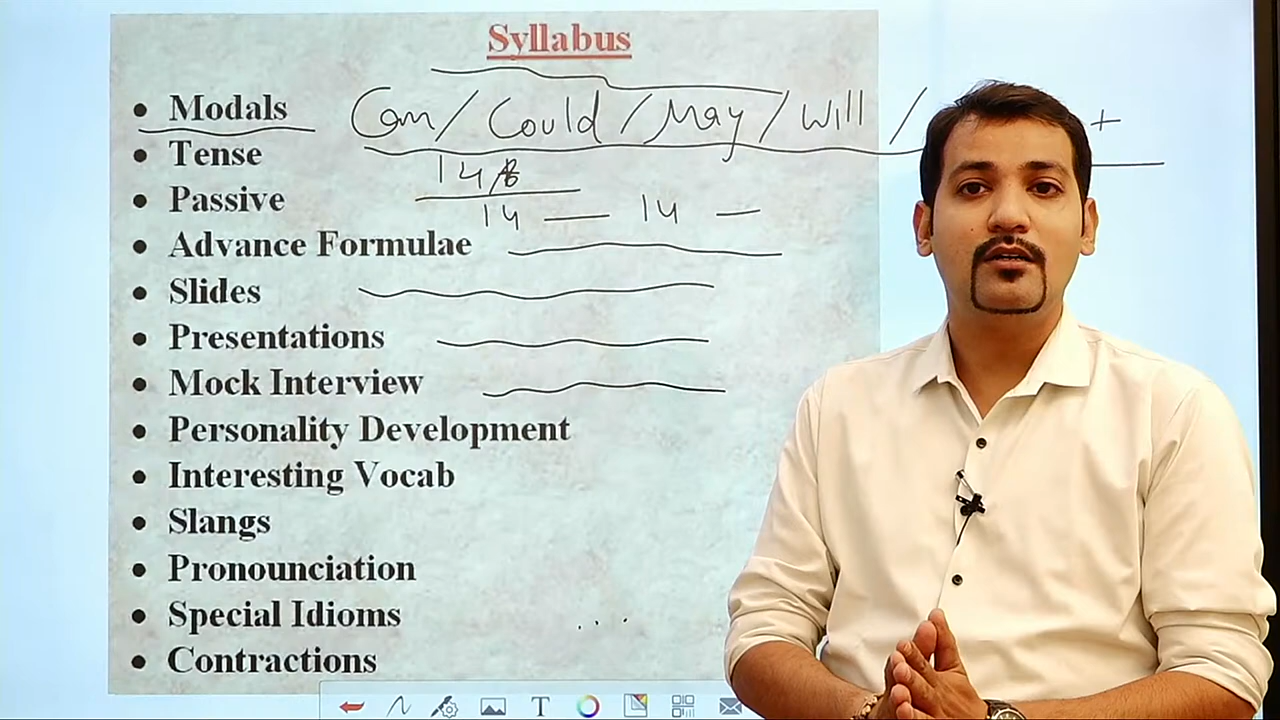 Syllabus
• Modals Can / Could / May / Will / +
• Tense 14
• Passive 14 — 14 —
• Advance Formulae
• Slides
• Presentations
• Mock Interview
• Personality Development
• Interesting Vocab
• Slangs
• Pronounciation
• Special Idioms
• Contractions
T